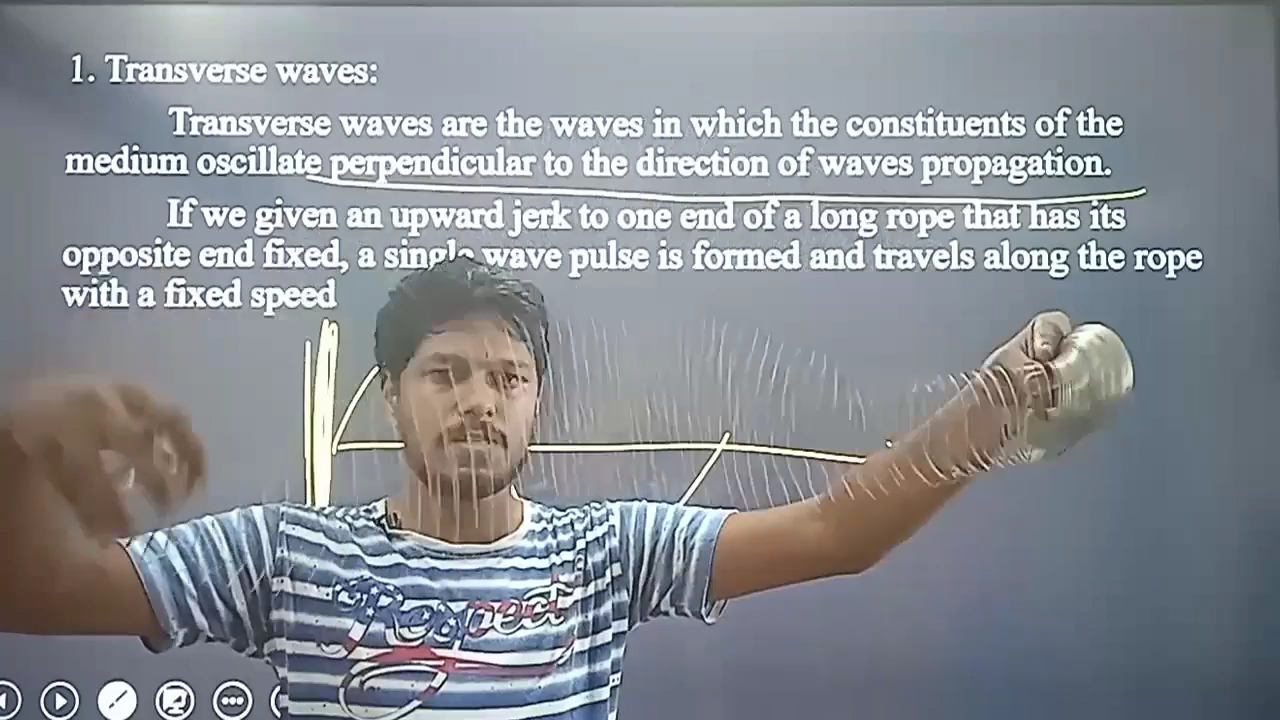 1. Transverse waves:
Transverse waves are the waves in which the constituents of the
medium oscillate perpendicular to the direction of waves propagation.
If we given an upward jerk to one end of a long rope that has its
opposite end fixed, a single wave pulse is formed and travels along the rope
with a fixed speed
Respect